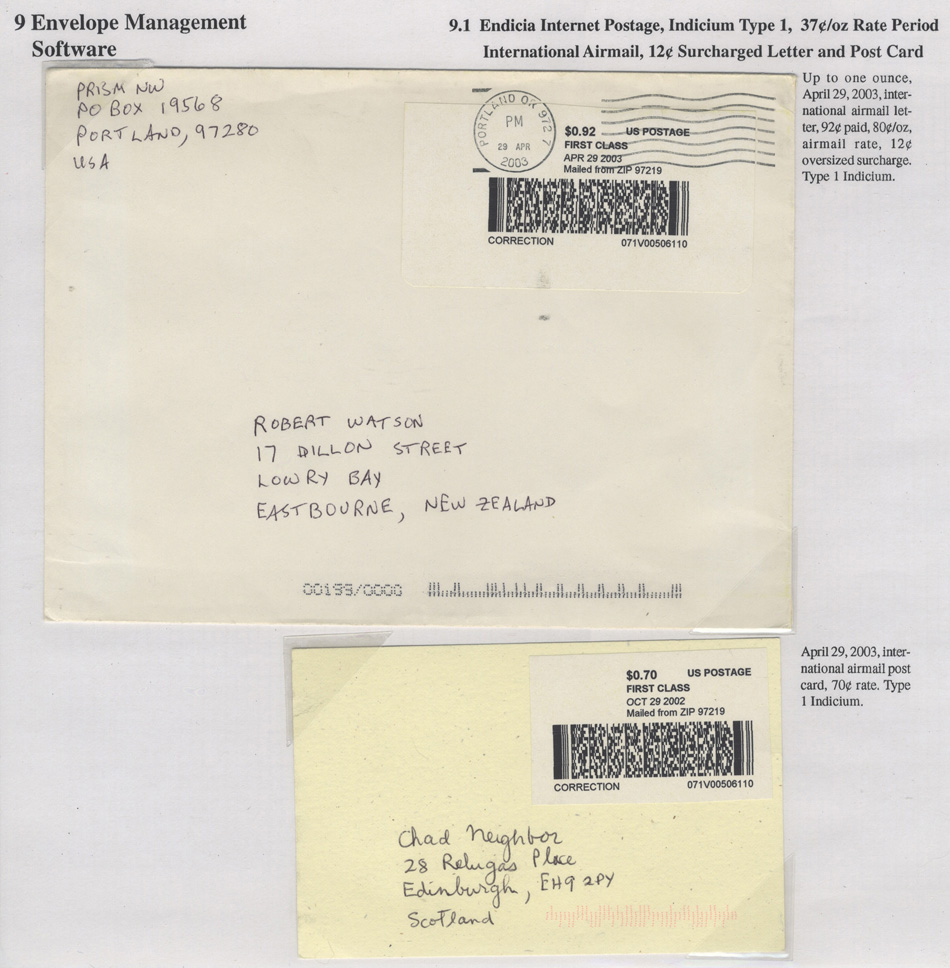 9 Envelope Management
Software
9.1 Endicia Internet Postage, Indicium Type 1, 37¢/oz Rate Period
International Airmail, 12¢ Surcharged Letter and Post Card
PRISM NW
PO BOX 19568
PORTLAND, 97280
USA
PORTLAND OR 972 7
PM
29 APR
2003
$0.92 US POSTAGE
FIRST CLASS
APR 29 2003
Mailed from ZIP 97219
CORRECTION 071V00506110
Up to one ounce,
April 29, 2003, inter-
national airmail let-
ter, 92¢ paid, 80¢/oz,
airmail rate, 12¢
oversized surcharge.
Type 1 Indicium.
ROBERT WATSON
17 DILLON STREET
LOWRY BAY
EASTBOURNE, NEW ZEALAND
00199/0000
April 29, 2003, inter-
national airmail post
card, 70¢ rate. Type
1 Indicium.
$0.70 US POSTAGE
FIRST CLASS
OCT 29 2002
Mailed from ZIP 97219
CORRECTION 071V00506110
Chad Neighbor
28 Relugas Place
Edinburgh, EH9 2PY
Scotland